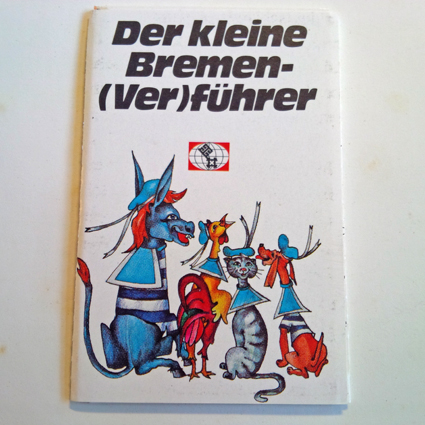 Der kleine
Bremen-
(Ver)führer